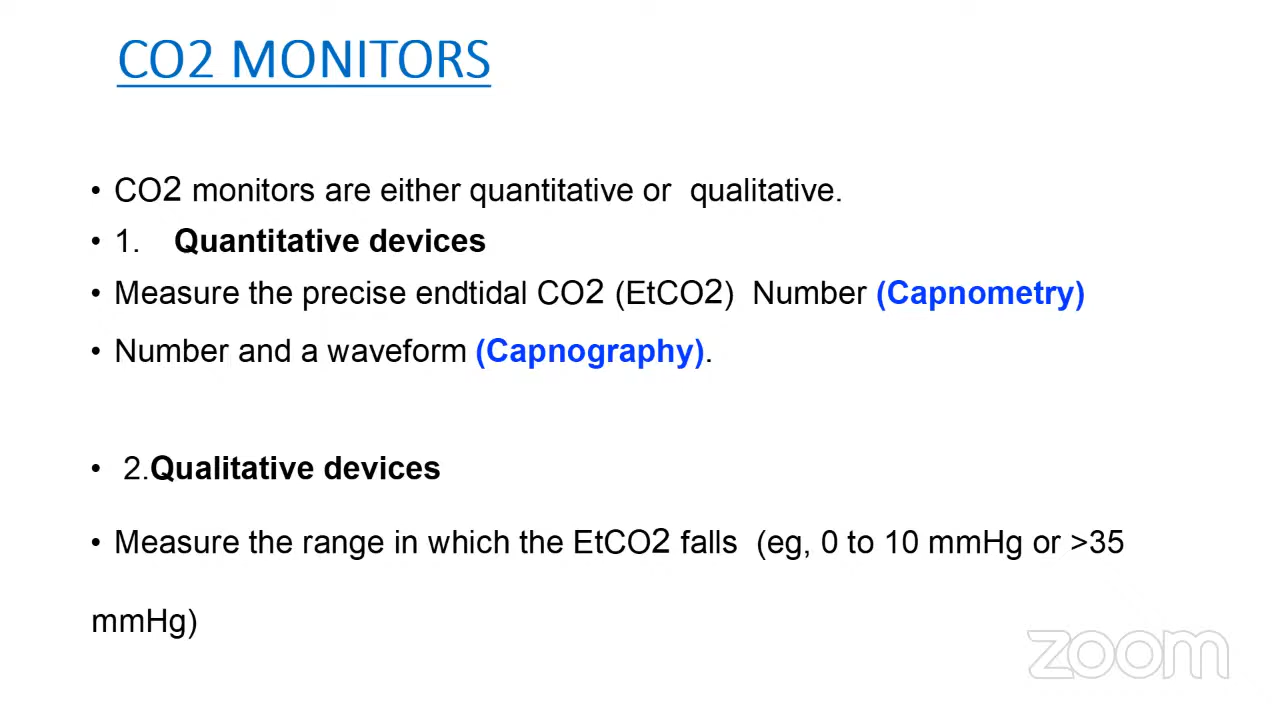 CO2 MONITORS
• CO2 monitors are either quantitative or qualitative.
• 1. Quantitative devices
• Measure the precise endtidal CO2 (EtCO2) Number (Capnometry)
• Number and a waveform (Capnography).
• 2.Qualitative devices
• Measure the range in which the EtCO2 falls (eg, 0 to 10 mmHg or >35
mmHg)
zoom